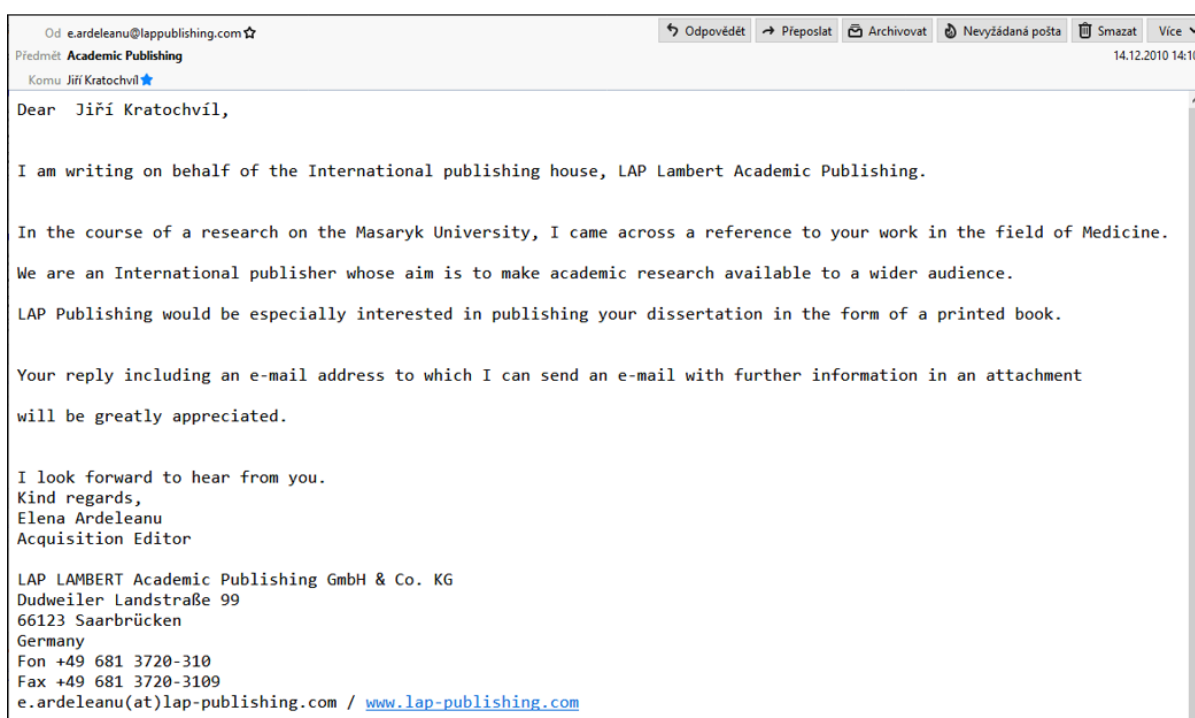 Od e.ardeleanu@lappublishing.com
Odpovědět Přeposlat Archivovat Nevyžádaná pošta Smazat Více
Předmět Academic Publishing
14.12.2010 14:10
Komu Jiří Kratochvíl
Dear Jiří Kratochvíl,
I am writing on behalf of the International publishing house, LAP Lambert Academic Publishing.
In the course of a research on the Masaryk University, I came across a reference to your work in the field of Medicine.
We are an International publisher whose aim is to make academic research available to a wider audience.
LAP Publishing would be especially interested in publishing your dissertation in the form of a printed book.
Your reply including an e-mail address to which I can send an e-mail with further information in an attachment
will be greatly appreciated.
I look forward to hear from you.
Kind regards,
Elena Ardeleanu
Acquisition Editor
LAP LAMBERT Academic Publishing GmbH & Co. KG
Dudweiler Landstraße 99
66123 Saarbrücken
Germany
Fon +49 681 3720-310
Fax +49 681 3720-3109
e.ardeleanu(at)lap-publishing.com / www.lap-publishing.com